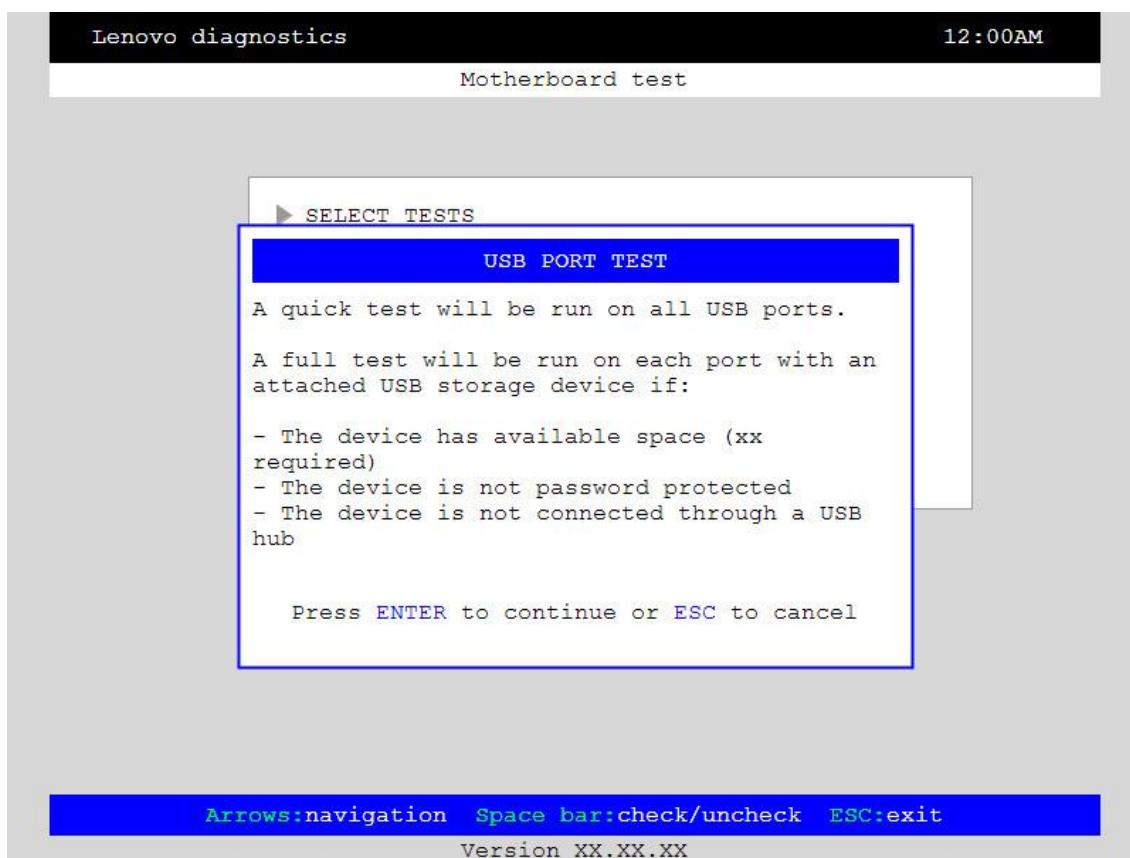 Lenovo diagnostics 12:00AM
Motherboard test
SELECT TESTS
USB PORT TEST
A quick test will be run on all USB ports.
A full test will be run on each port with an
attached USB storage device if:
- The device has available space (xx
required)
- The device is not password protected
- The device is not connected through a USB
hub
Press ENTER to continue or ESC to cancel
Arrows:navigation Space bar:check/uncheck ESC:exit
Version XX.XX.XX